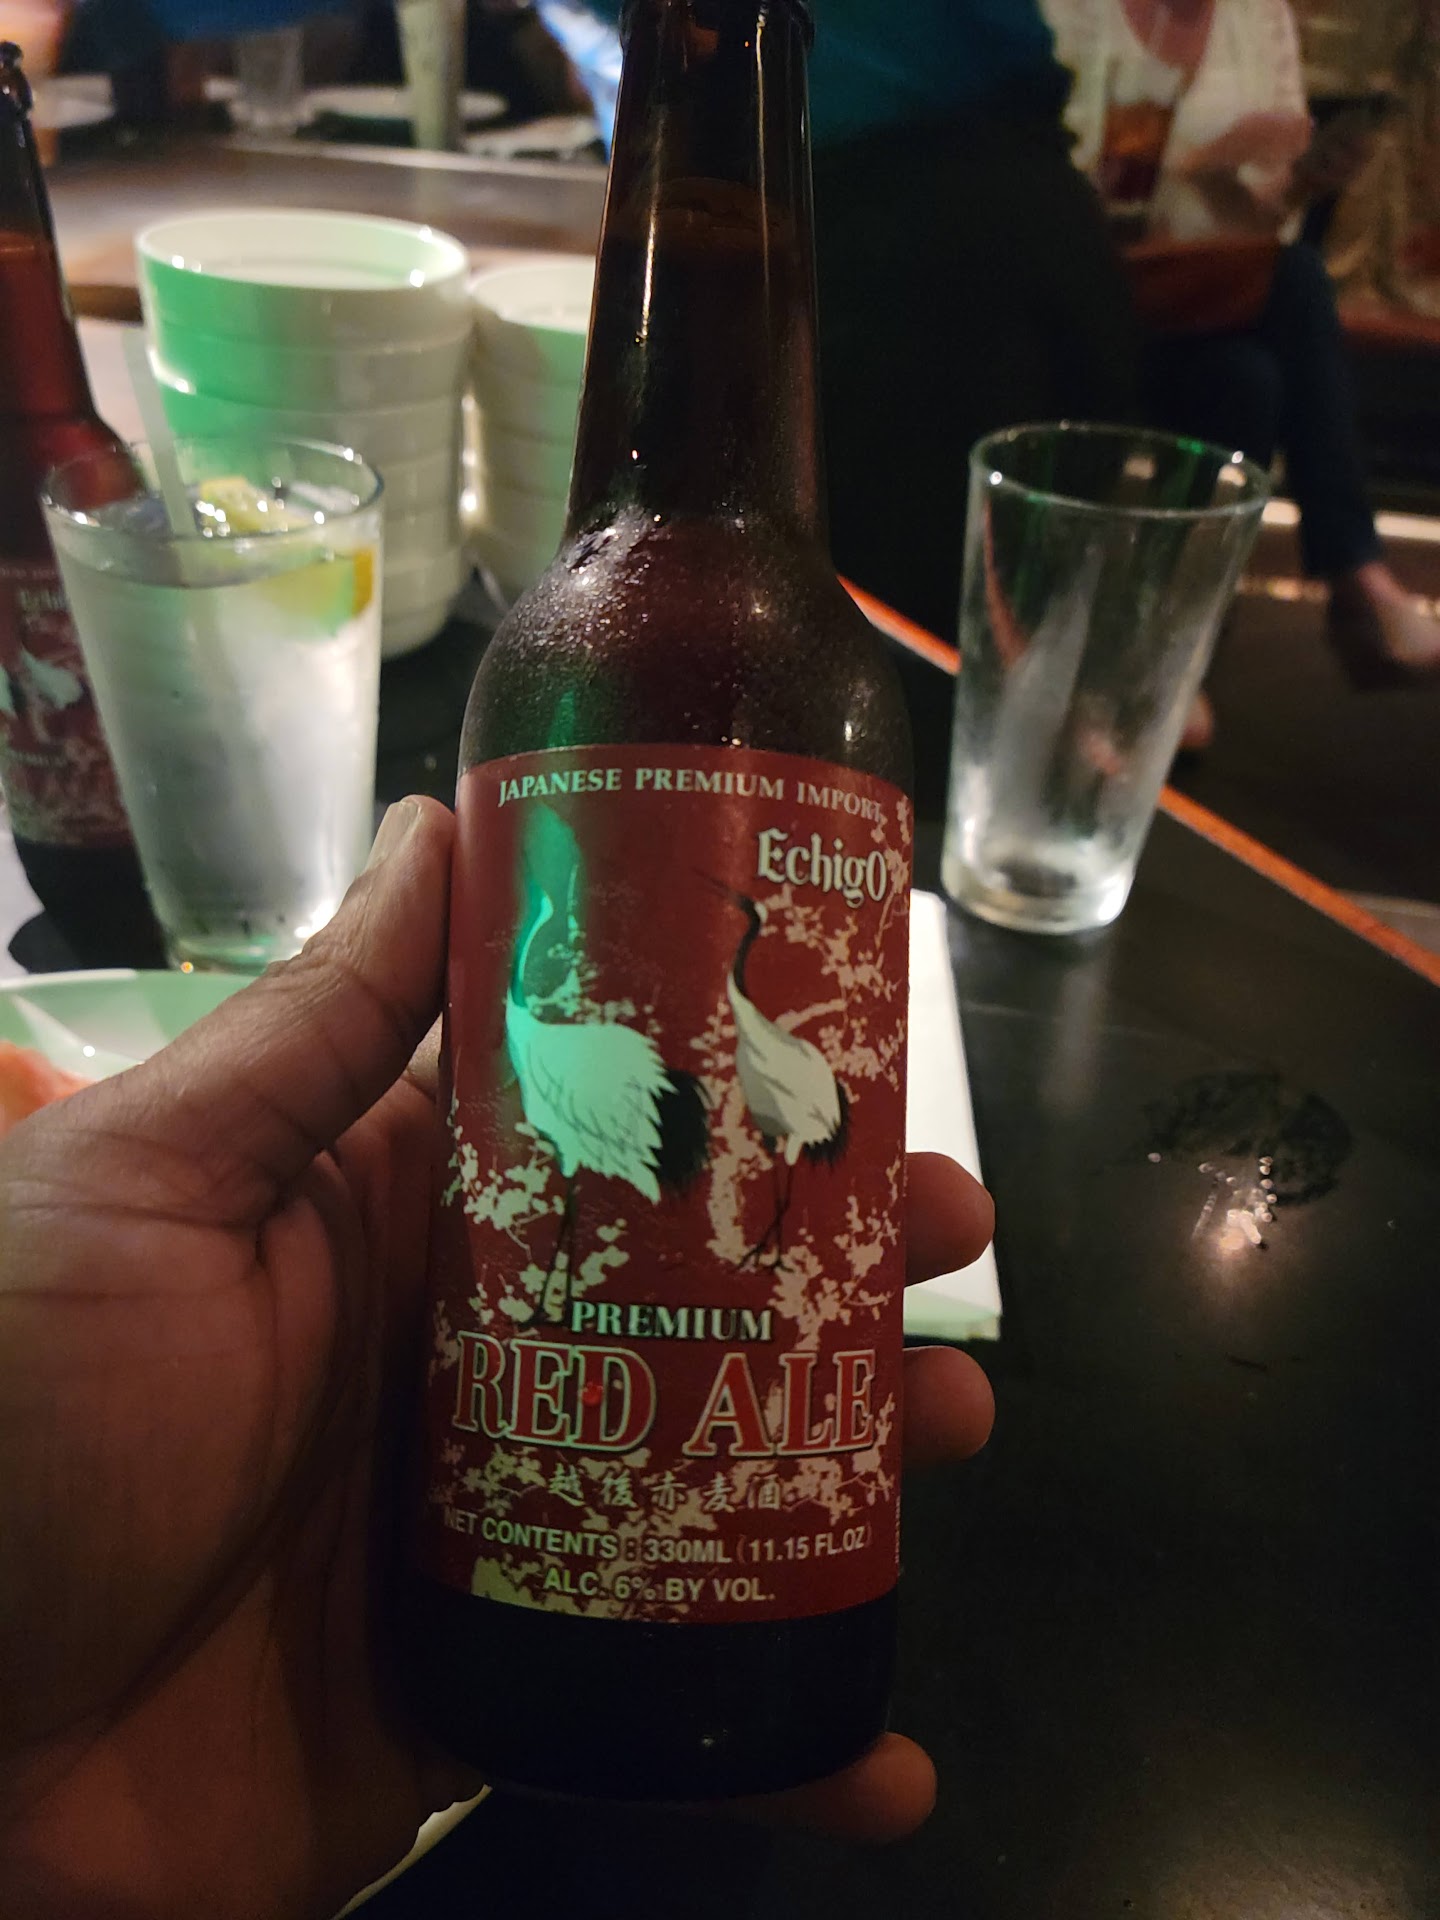 JAPANESE PREMIUM IMPORT
Echigo
PREMIUM
RED ALE
越後赤麦酒
NET CONTENTS : 330ML (11.15 FL.OZ)
ALC. 6% BY VOL.